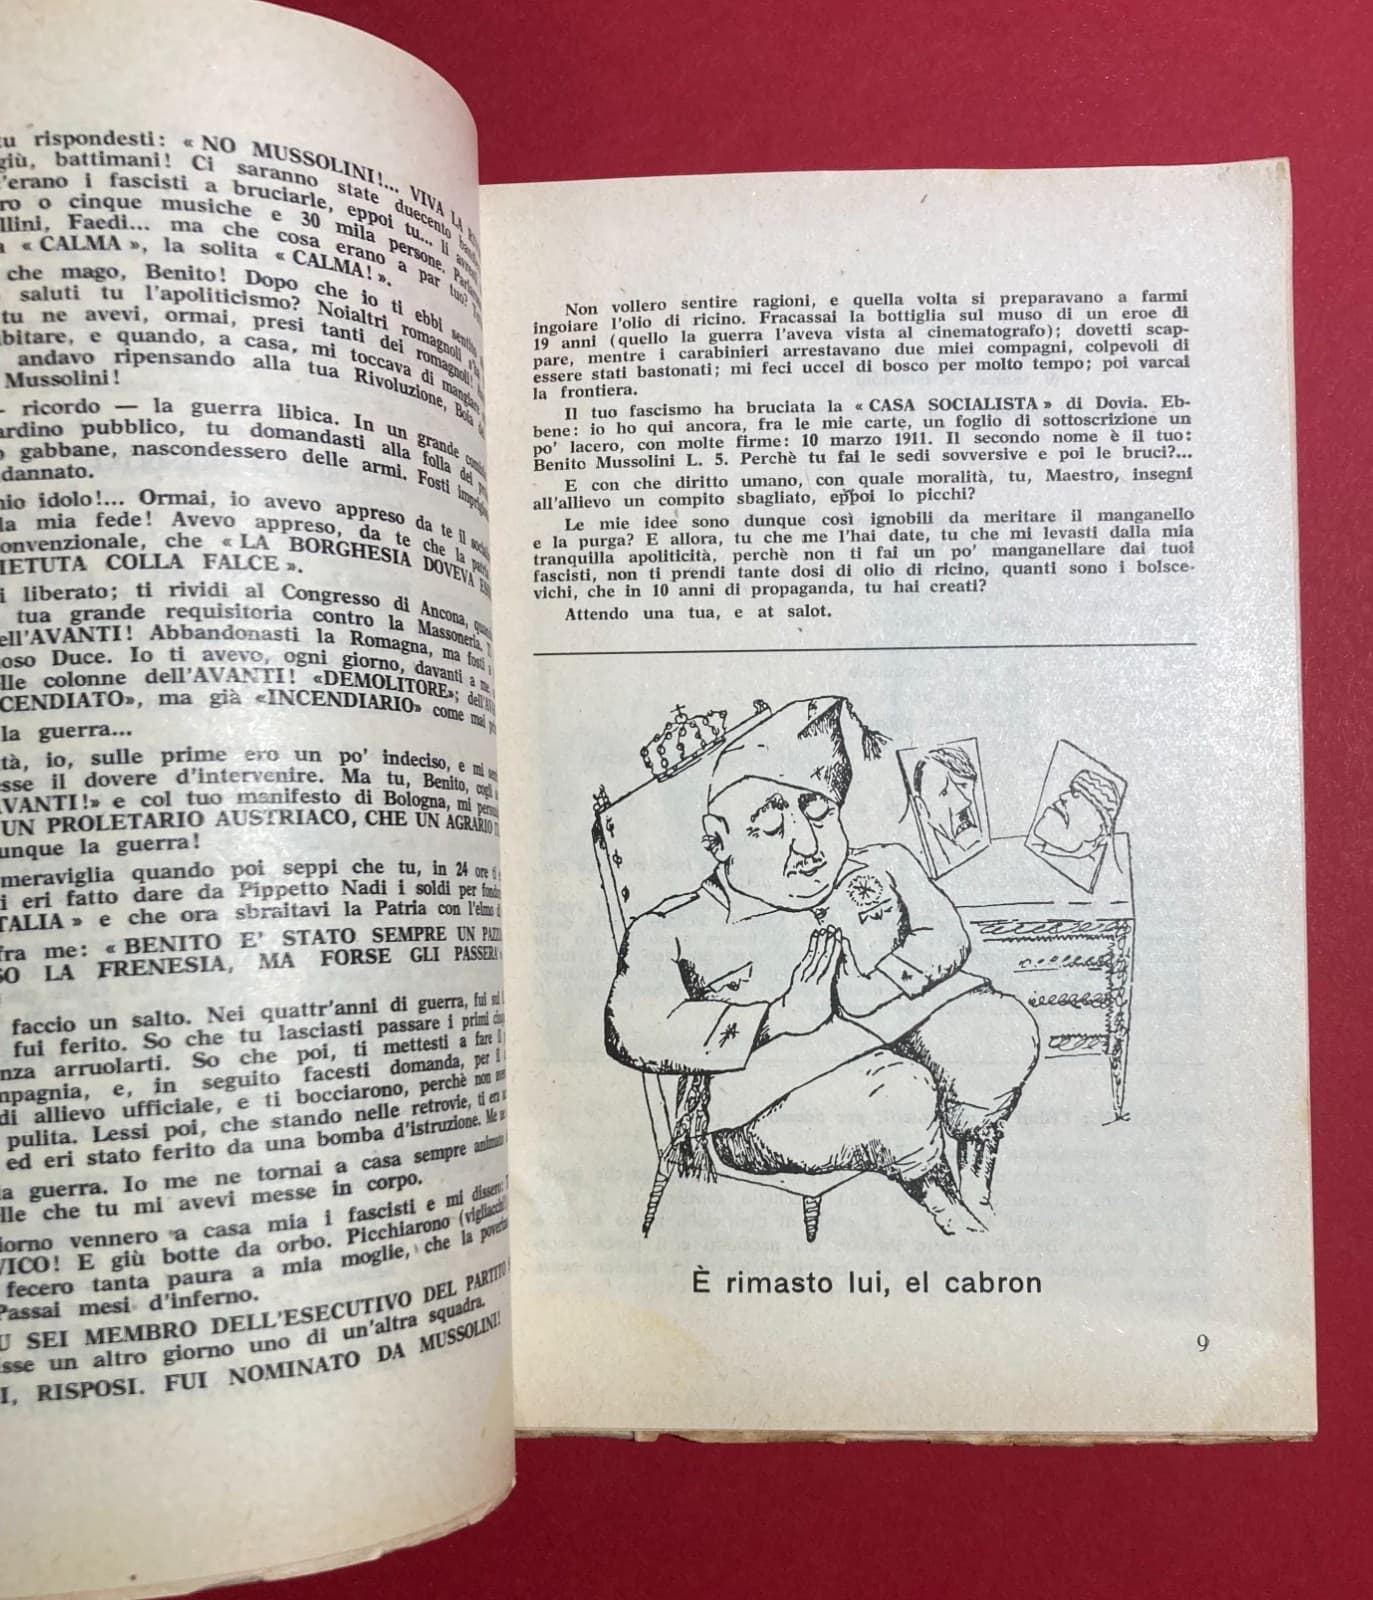 tu rispondesti: « NO MUSSOLINI!... VIVA LA
giù, battimani! Ci saranno state duecento
erano i fascisti a bruciarle, eppoi tu... li
ro o cinque musiche e 30 mila persone.
llini, Faedi... ma che cosa erano a par tuo?
« CALMA », la solita « CALMA! ».
che mago, Benito! Dopo che io ti ebbi
saluti tu l'apoliticismo? Noialtri romagnoli
tu ne avevi, ormai, presi tanti dei romagnoli!
bitare, e quando, a casa, mi toccava di mangiare
andavo ripensando alla tua Rivoluzione,
Mussolini!
— ricordo — la guerra libica. In un grande
ardino pubblico, tu domandasti alla folla dei
gabbane, nascondessero delle armi. Fosti
dannato.
nio idolo!... Ormai, io avevo appreso da te il
la mia fede! Avevo appreso, da te che la
onvenzionale, che « LA BORGHESIA DOVEVA
IETUTA COLLA FALCE ».
i liberato; ti rividi al Congresso di Ancona,
tua grande requisitoria contro la Massoneria.
ell'AVANTI! Abbandonasti la Romagna, ma fosti
oso Duce. Io ti avevo, ogni giorno, davanti a me,
lle colonne dell'AVANTI! «DEMOLITORE»;
CENDIATO», ma già «INCENDIARIO» come mai
la guerra...
tà, io, sulle prime ero un po' indeciso, e mi
sse il dovere d'intervenire. Ma tu, Benito,
AVANTI!» e col tuo manifesto di Bologna, mi
UN PROLETARIO AUSTRIACO, CHE UN AGRARIO
unque la guerra!
meraviglia quando poi seppi che tu, in 24 ore
i eri fatto dare da Pippetto Nadi i soldi per
TALIA » e che ora sbraitavi la Patria con l'elmo
fra me: « BENITO E' STATO SEMPRE UN
SO LA FRENESIA, MA FORSE GLI PASSERA'
faccio un salto. Nei quattr'anni di guerra, fui
fui ferito. So che tu lasciasti passare i primi
nza arruolarti. So che poi, ti mettesti a fare il
mpagnia, e, in seguito facesti domanda, per il
di allievo ufficiale, e ti bocciarono, perchè non
pulita. Lessi poi, che stando nelle retrovie, ti
ed eri stato ferito da una bomba d'istruzione. Me
a guerra. Io me ne tornai a casa sempre animato
lle che tu mi avevi messe in corpo.
iorno vennero a casa mia i fascisti e mi dissero:
VICO! E giù botte da orbo. Picchiarono (vigliacchi!)
fecero tanta paura a mia moglie, che la
Passai mesi d'inferno.
U SEI MEMBRO DELL'ESECUTIVO DEL PARTITO
sse un altro giorno uno di un'altra squadra.
I, RISPOSI. FUI NOMINATO DA MUSSOLINI!
Non vollero sentire ragioni, e quella volta si preparavano a farmi
ingoiare l'olio di ricino. Fracassai la bottiglia sul muso di un eroe di
19 anni (quello la guerra l'aveva vista al cinematografo); dovetti scap-
pare, mentre i carabinieri arrestavano due miei compagni, colpevoli di
essere stati bastonati; mi feci uccel di bosco per molto tempo; poi varcai
la frontiera.
Il tuo fascismo ha bruciata la « CASA SOCIALISTA » di Dovia. Eb-
bene: io ho qui ancora, fra le mie carte, un foglio di sottoscrizione un
po' lacero, con molte firme: 10 marzo 1911. Il secondo nome è il tuo:
Benito Mussolini L. 5. Perchè tu fai le sedi sovversive e poi le bruci?...
E con che diritto umano, con quale moralità, tu, Maestro, insegni
all'allievo un compito sbagliato, eppoi lo picchi?
Le mie idee sono dunque così ignobili da meritare il manganello
e la purga? E allora, tu che me l'hai date, tu che mi levasti dalla mia
tranquilla apoliticità, perchè non ti fai un po' manganellare dai tuoi
fascisti, non ti prendi tante dosi di olio di ricino, quanti sono i bolsce-
vichi, che in 10 anni di propaganda, tu hai creati?
Attendo una tua, e at salot.
È rimasto lui, el cabron
9